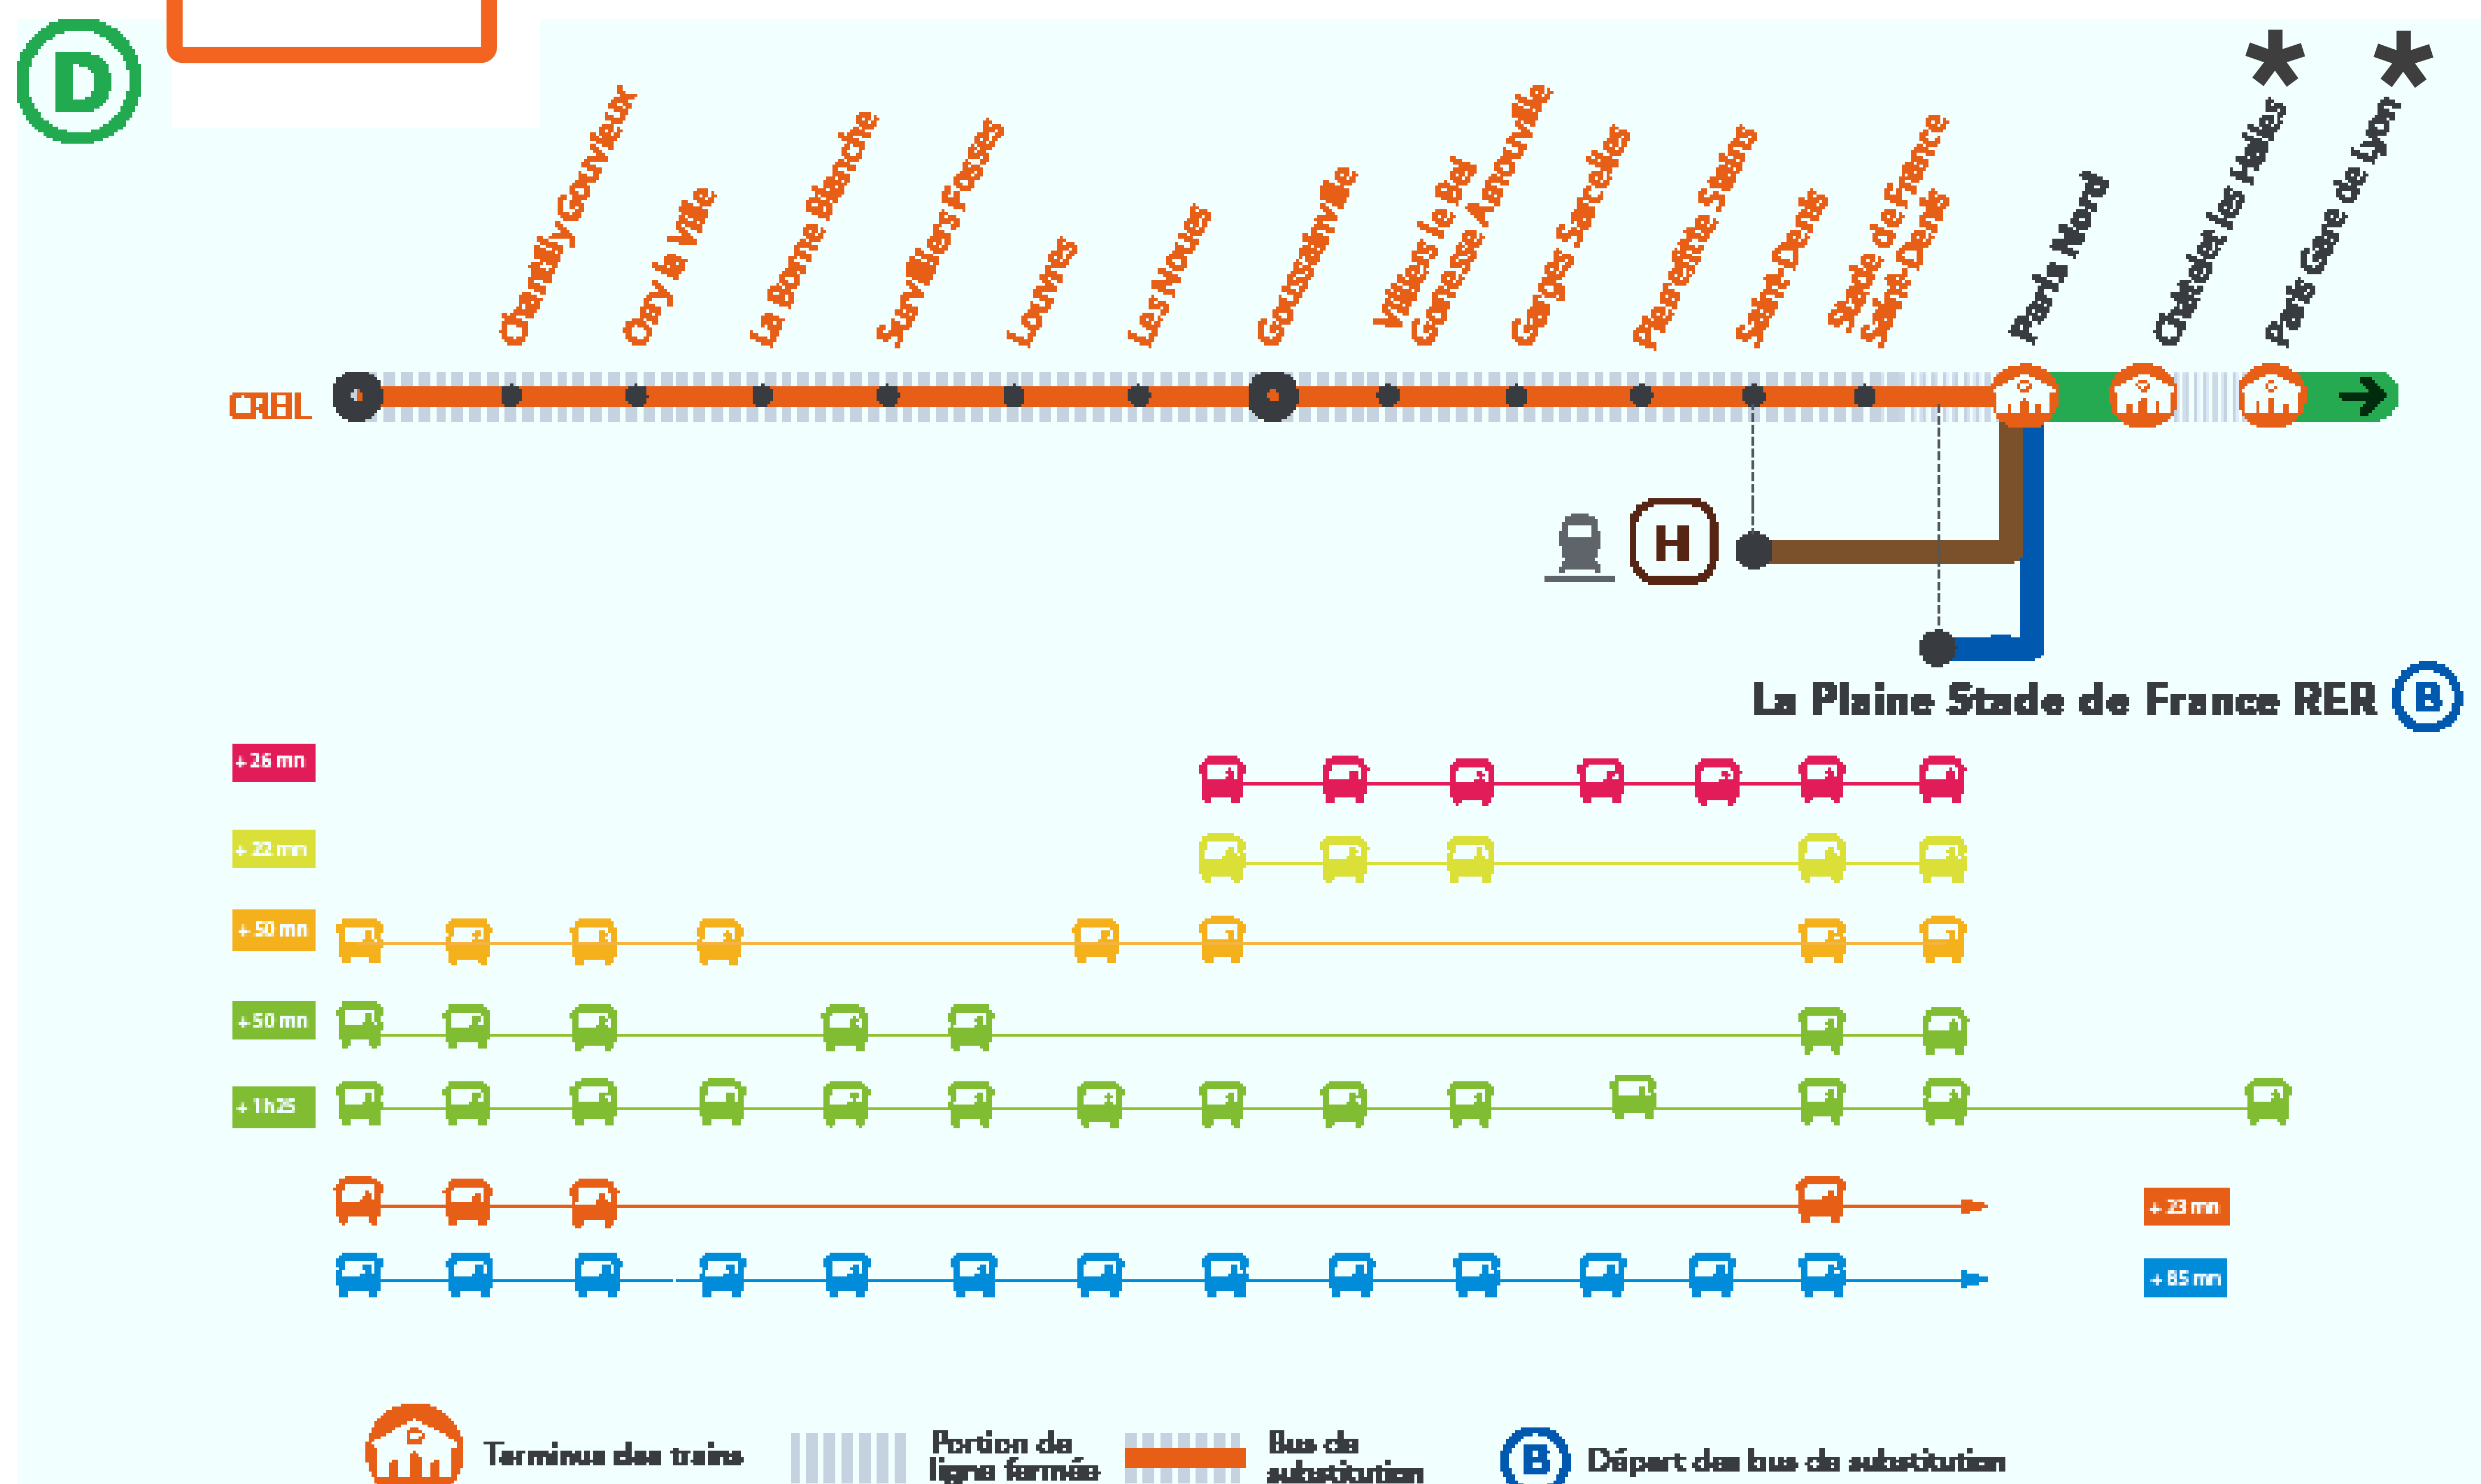 D
Chantilly Gouvieux
Orry la Ville
La Borne Blanche
Survilliers Fosses
Louvres
Les Noues
Goussainville
Villiers le Bel
Gonesse Arnouville
Garges Sarcelles
Pierrefitte Stains
Saint-Denis
Stade de France
Saint-Denis
Paris Nord
Châtelet les Halles *
Paris Gare de Lyon *
CREIL
H
La Plaine Stade de France RER B
+ 26 mn
+ 22 mn
+ 50 mn
+ 50 mn
+ 1h25
+ 23 mn
+ 85 mn
Terminus des trains
Portion de
ligne fermée
Bus de
substitution
B
Départ des bus de substitution